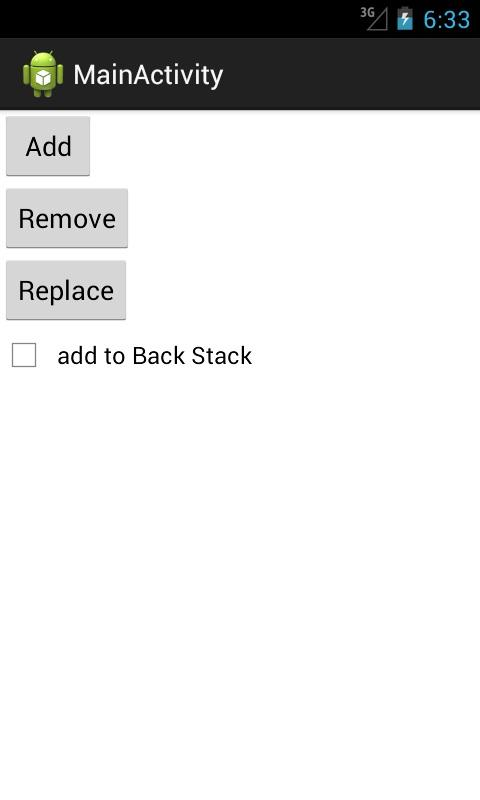 3G 6:33
MainActivity
Add
Remove
Replace
add to Back Stack